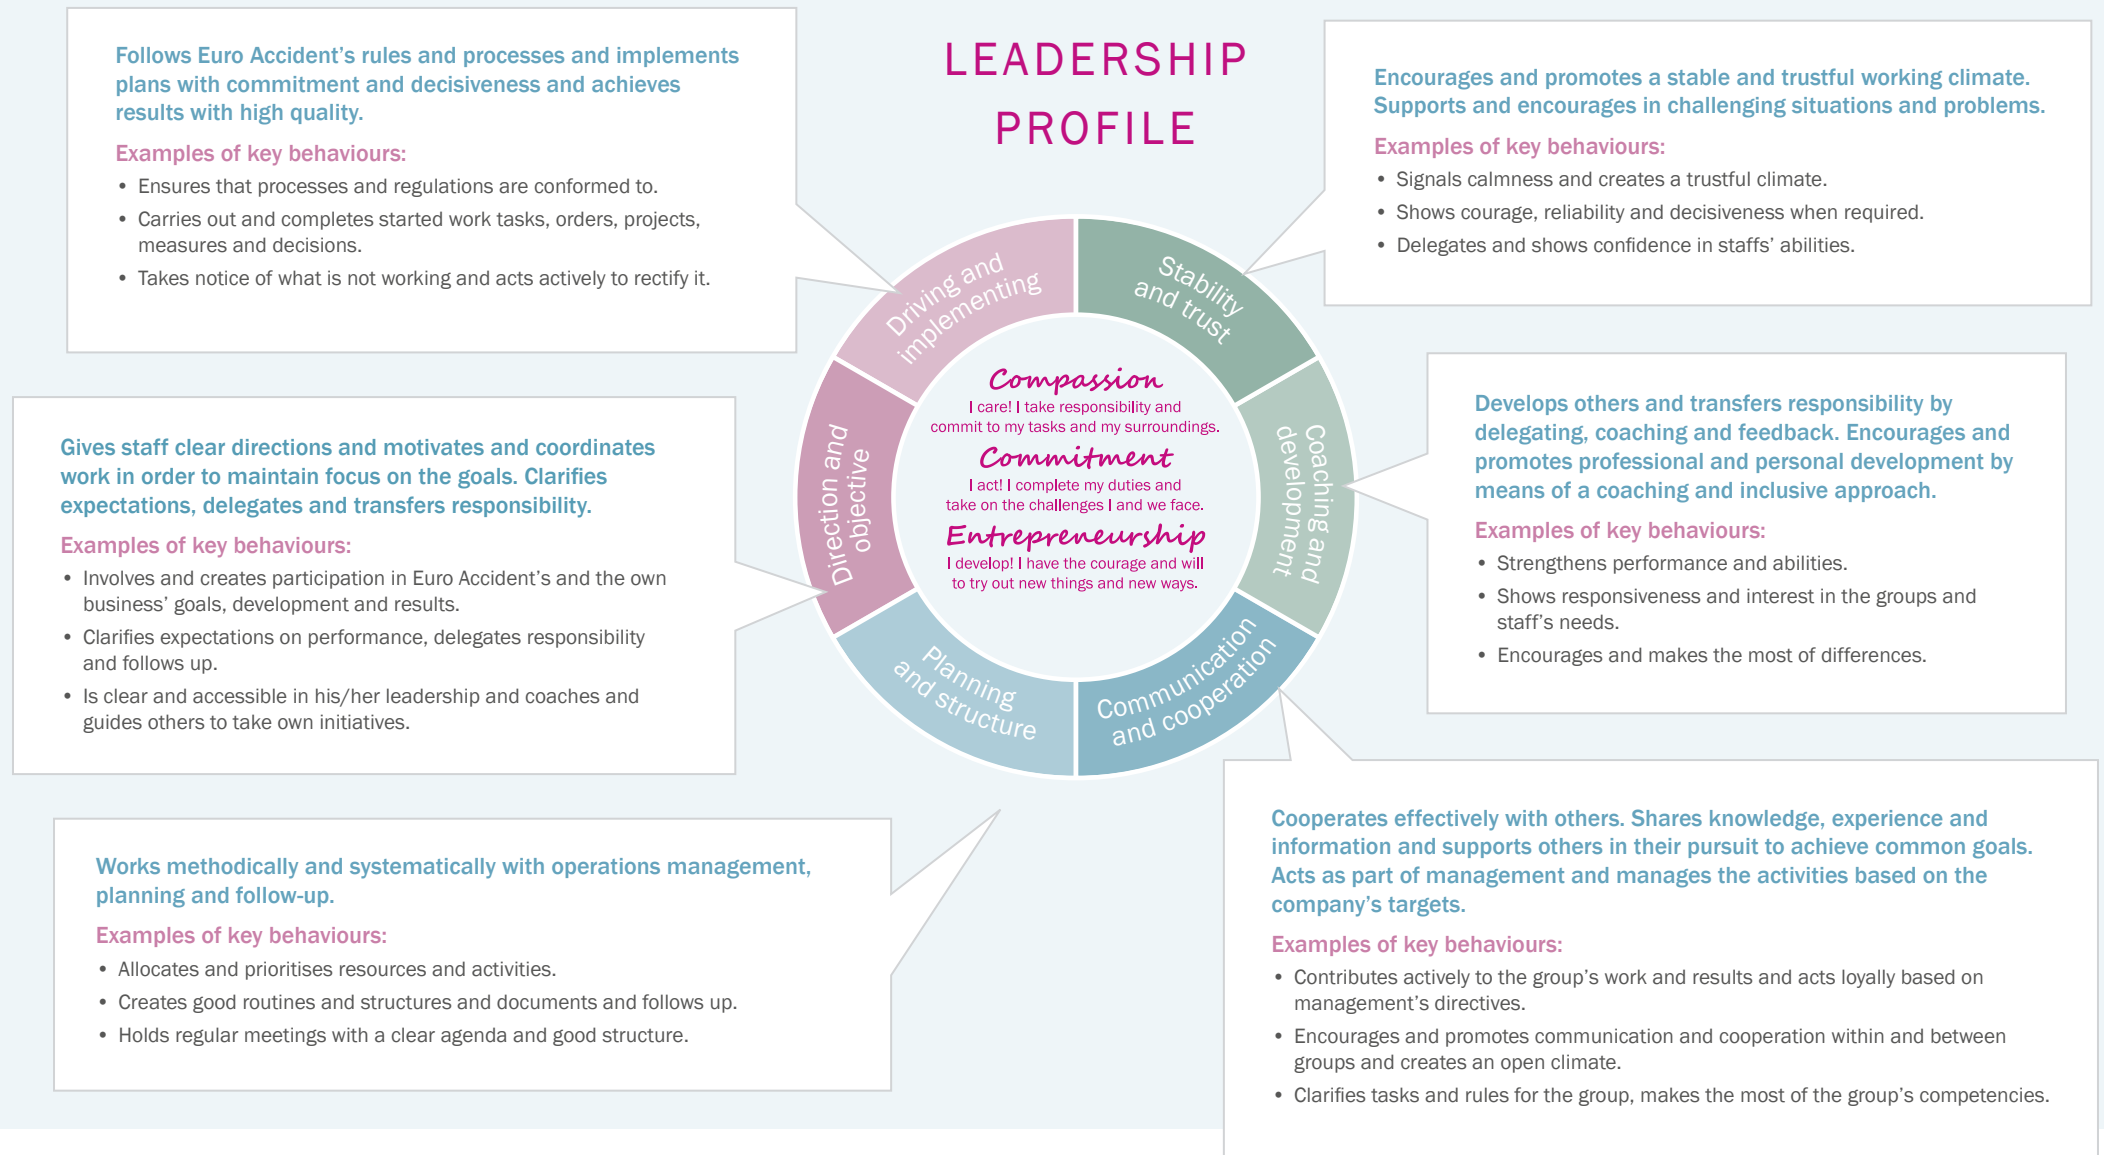 LEADERSHIP
PROFILE
Follows Euro Accident's rules and processes and implements
plans with commitment and decisiveness and achieves
results with high quality.
Examples of key behaviours:
• Ensures that processes and regulations are conformed to.
• Carries out and completes started work tasks, orders, projects,
measures and decisions.
• Takes notice of what is not working and acts actively to rectify it.
Encourages and promotes a stable and trustful working climate.
Supports and encourages in challenging situations and problems.
Examples of key behaviours:
• Signals calmness and creates a trustful climate.
• Shows courage, reliability and decisiveness when required.
• Delegates and shows confidence in staffs' abilities.
Gives staff clear directions and motivates and coordinates
work in order to maintain focus on the goals. Clarifies
expectations, delegates and transfers responsibility.
Examples of key behaviours:
• Involves and creates participation in Euro Accident's and the own
business' goals, development and results.
• Clarifies expectations on performance, delegates responsibility
and follows up.
• Is clear and accessible in his/her leadership and coaches and
guides others to take own initiatives.
Driving and
implementing
Stability
and trust
Direction and
objective
Coaching and
development
Planning
and structure
Communication
and cooperation
Compassion
I care! I take responsibility and
commit to my tasks and my surroundings.
Commitment
I act! I complete my duties and
take on the challenges I and we face.
Entrepreneurship
I develop! I have the courage and will
to try out new things and new ways.
Develops others and transfers responsibility by
delegating, coaching and feedback. Encourages and
promotes professional and personal development by
means of a coaching and inclusive approach.
Examples of key behaviours:
• Strengthens performance and abilities.
• Shows responsiveness and interest in the groups and
staff's needs.
• Encourages and makes the most of differences.
Works methodically and systematically with operations management,
planning and follow-up.
Examples of key behaviours:
• Allocates and prioritises resources and activities.
• Creates good routines and structures and documents and follows up.
• Holds regular meetings with a clear agenda and good structure.
Cooperates effectively with others. Shares knowledge, experience and
information and supports others in their pursuit to achieve common goals.
Acts as part of management and manages the activities based on the
company's targets.
Examples of key behaviours:
• Contributes actively to the group's work and results and acts loyally based on
management's directives.
• Encourages and promotes communication and cooperation within and between
groups and creates an open climate.
• Clarifies tasks and rules for the group, makes the most of the group's competencies.